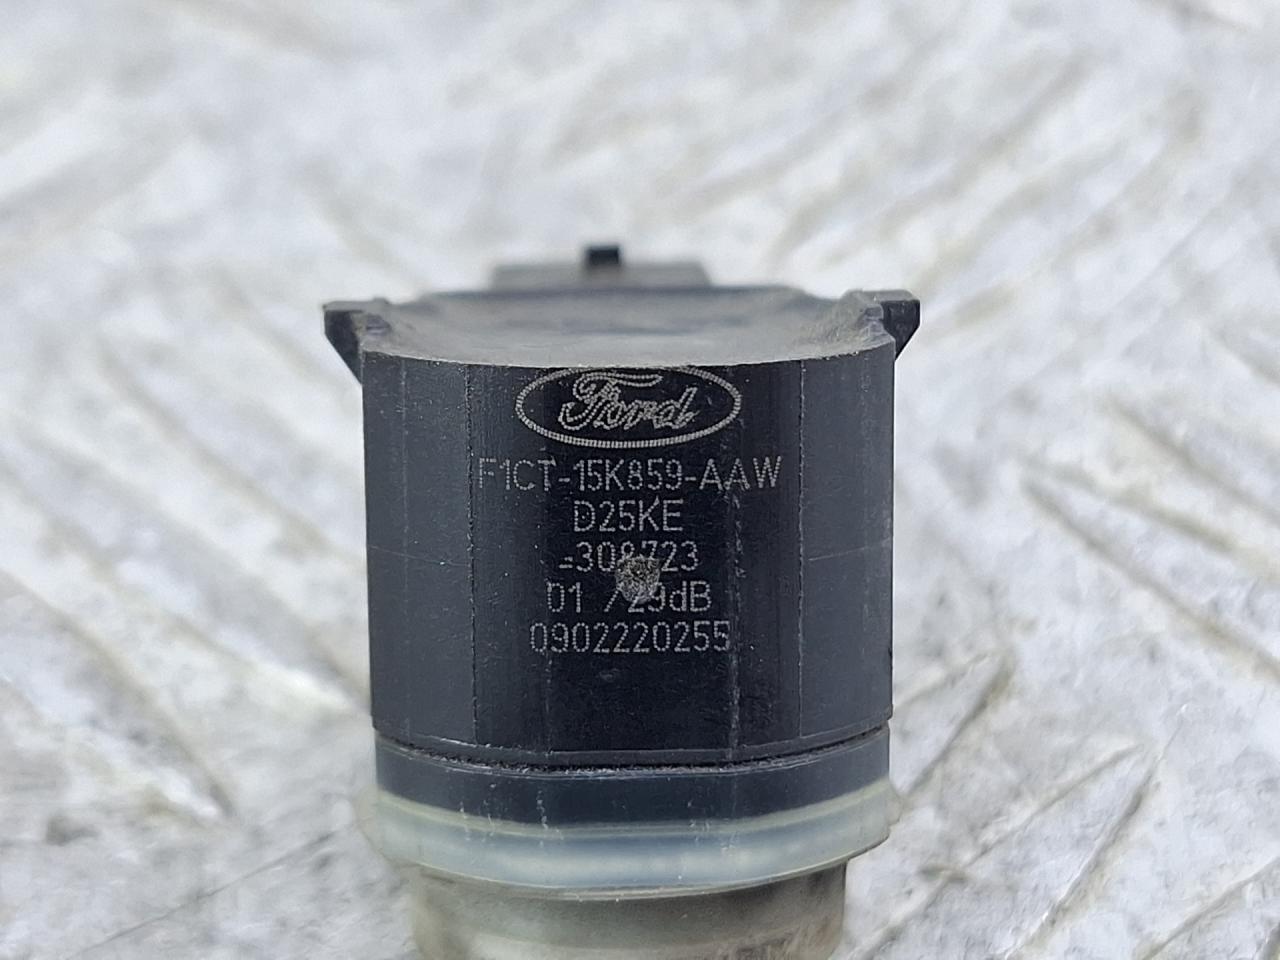 Ford
F1CT-15K859-AAW
D25KE
-308723
01 /29dB
0902220255